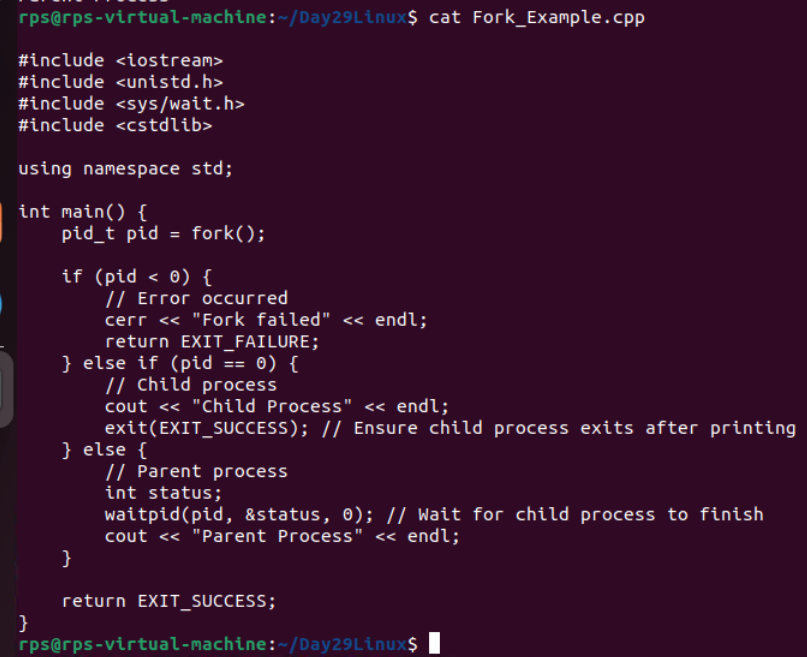 rps@rps-virtual-machine:~/Day29Linux$ cat Fork_Example.cpp

#include <iostream>
#include <unistd.h>
#include <sys/wait.h>
#include <cstdlib>

using namespace std;

int main() {
    pid_t pid = fork();

    if (pid < 0) {
        // Error occurred
        cerr << "Fork failed" << endl;
        return EXIT_FAILURE;
    } else if (pid == 0) {
        // Child process
        cout << "Child Process" << endl;
        exit(EXIT_SUCCESS); // Ensure child process exits after printing
    } else {
        // Parent process
        int status;
        waitpid(pid, &status, 0); // Wait for child process to finish
        cout << "Parent Process" << endl;
    }

    return EXIT_SUCCESS;
}
rps@rps-virtual-machine:~/Day29Linux$